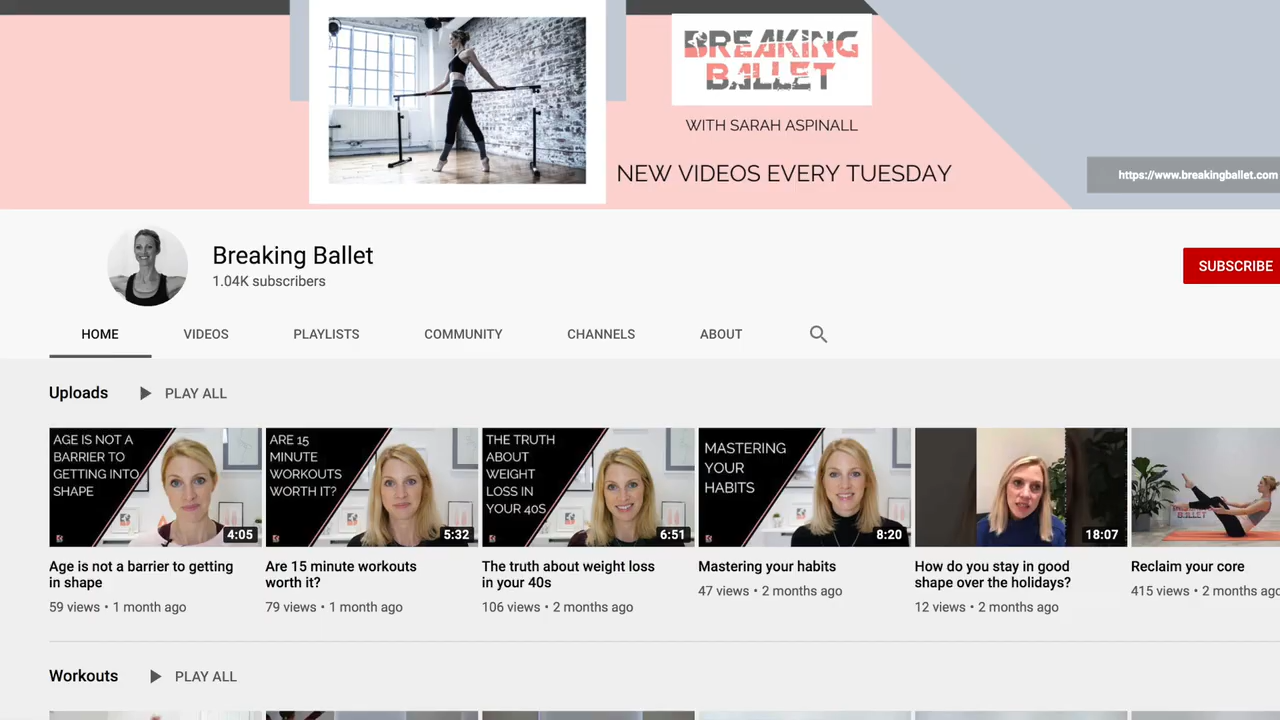 BREAKING
BALLET
WITH SARAH ASPINALL
NEW VIDEOS EVERY TUESDAY
https://www.breakingballet.com
Breaking Ballet
1.04K subscribers
SUBSCRIBE
HOME VIDEOS PLAYLISTS COMMUNITY CHANNELS ABOUT
Uploads PLAY ALL
AGE IS NOT A
BARRIER TO
GETTING INTO
SHAPE
4:05
ARE 15
MINUTE
WORKOUTS
WORTH IT?
5:32
THE TRUTH
ABOUT
WEIGHT
LOSS IN
YOUR 40S
6:51
MASTERING
YOUR
HABITS
8:20
18:07
BALLET
Age is not a barrier to getting
in shape
59 views • 1 month ago
Are 15 minute workouts
worth it?
79 views • 1 month ago
The truth about weight loss
in your 40s
106 views • 2 months ago
Mastering your habits
47 views • 2 months ago
How do you stay in good
shape over the holidays?
12 views • 2 months ago
Reclaim your core
415 views • 2 months ago
Workouts PLAY ALL